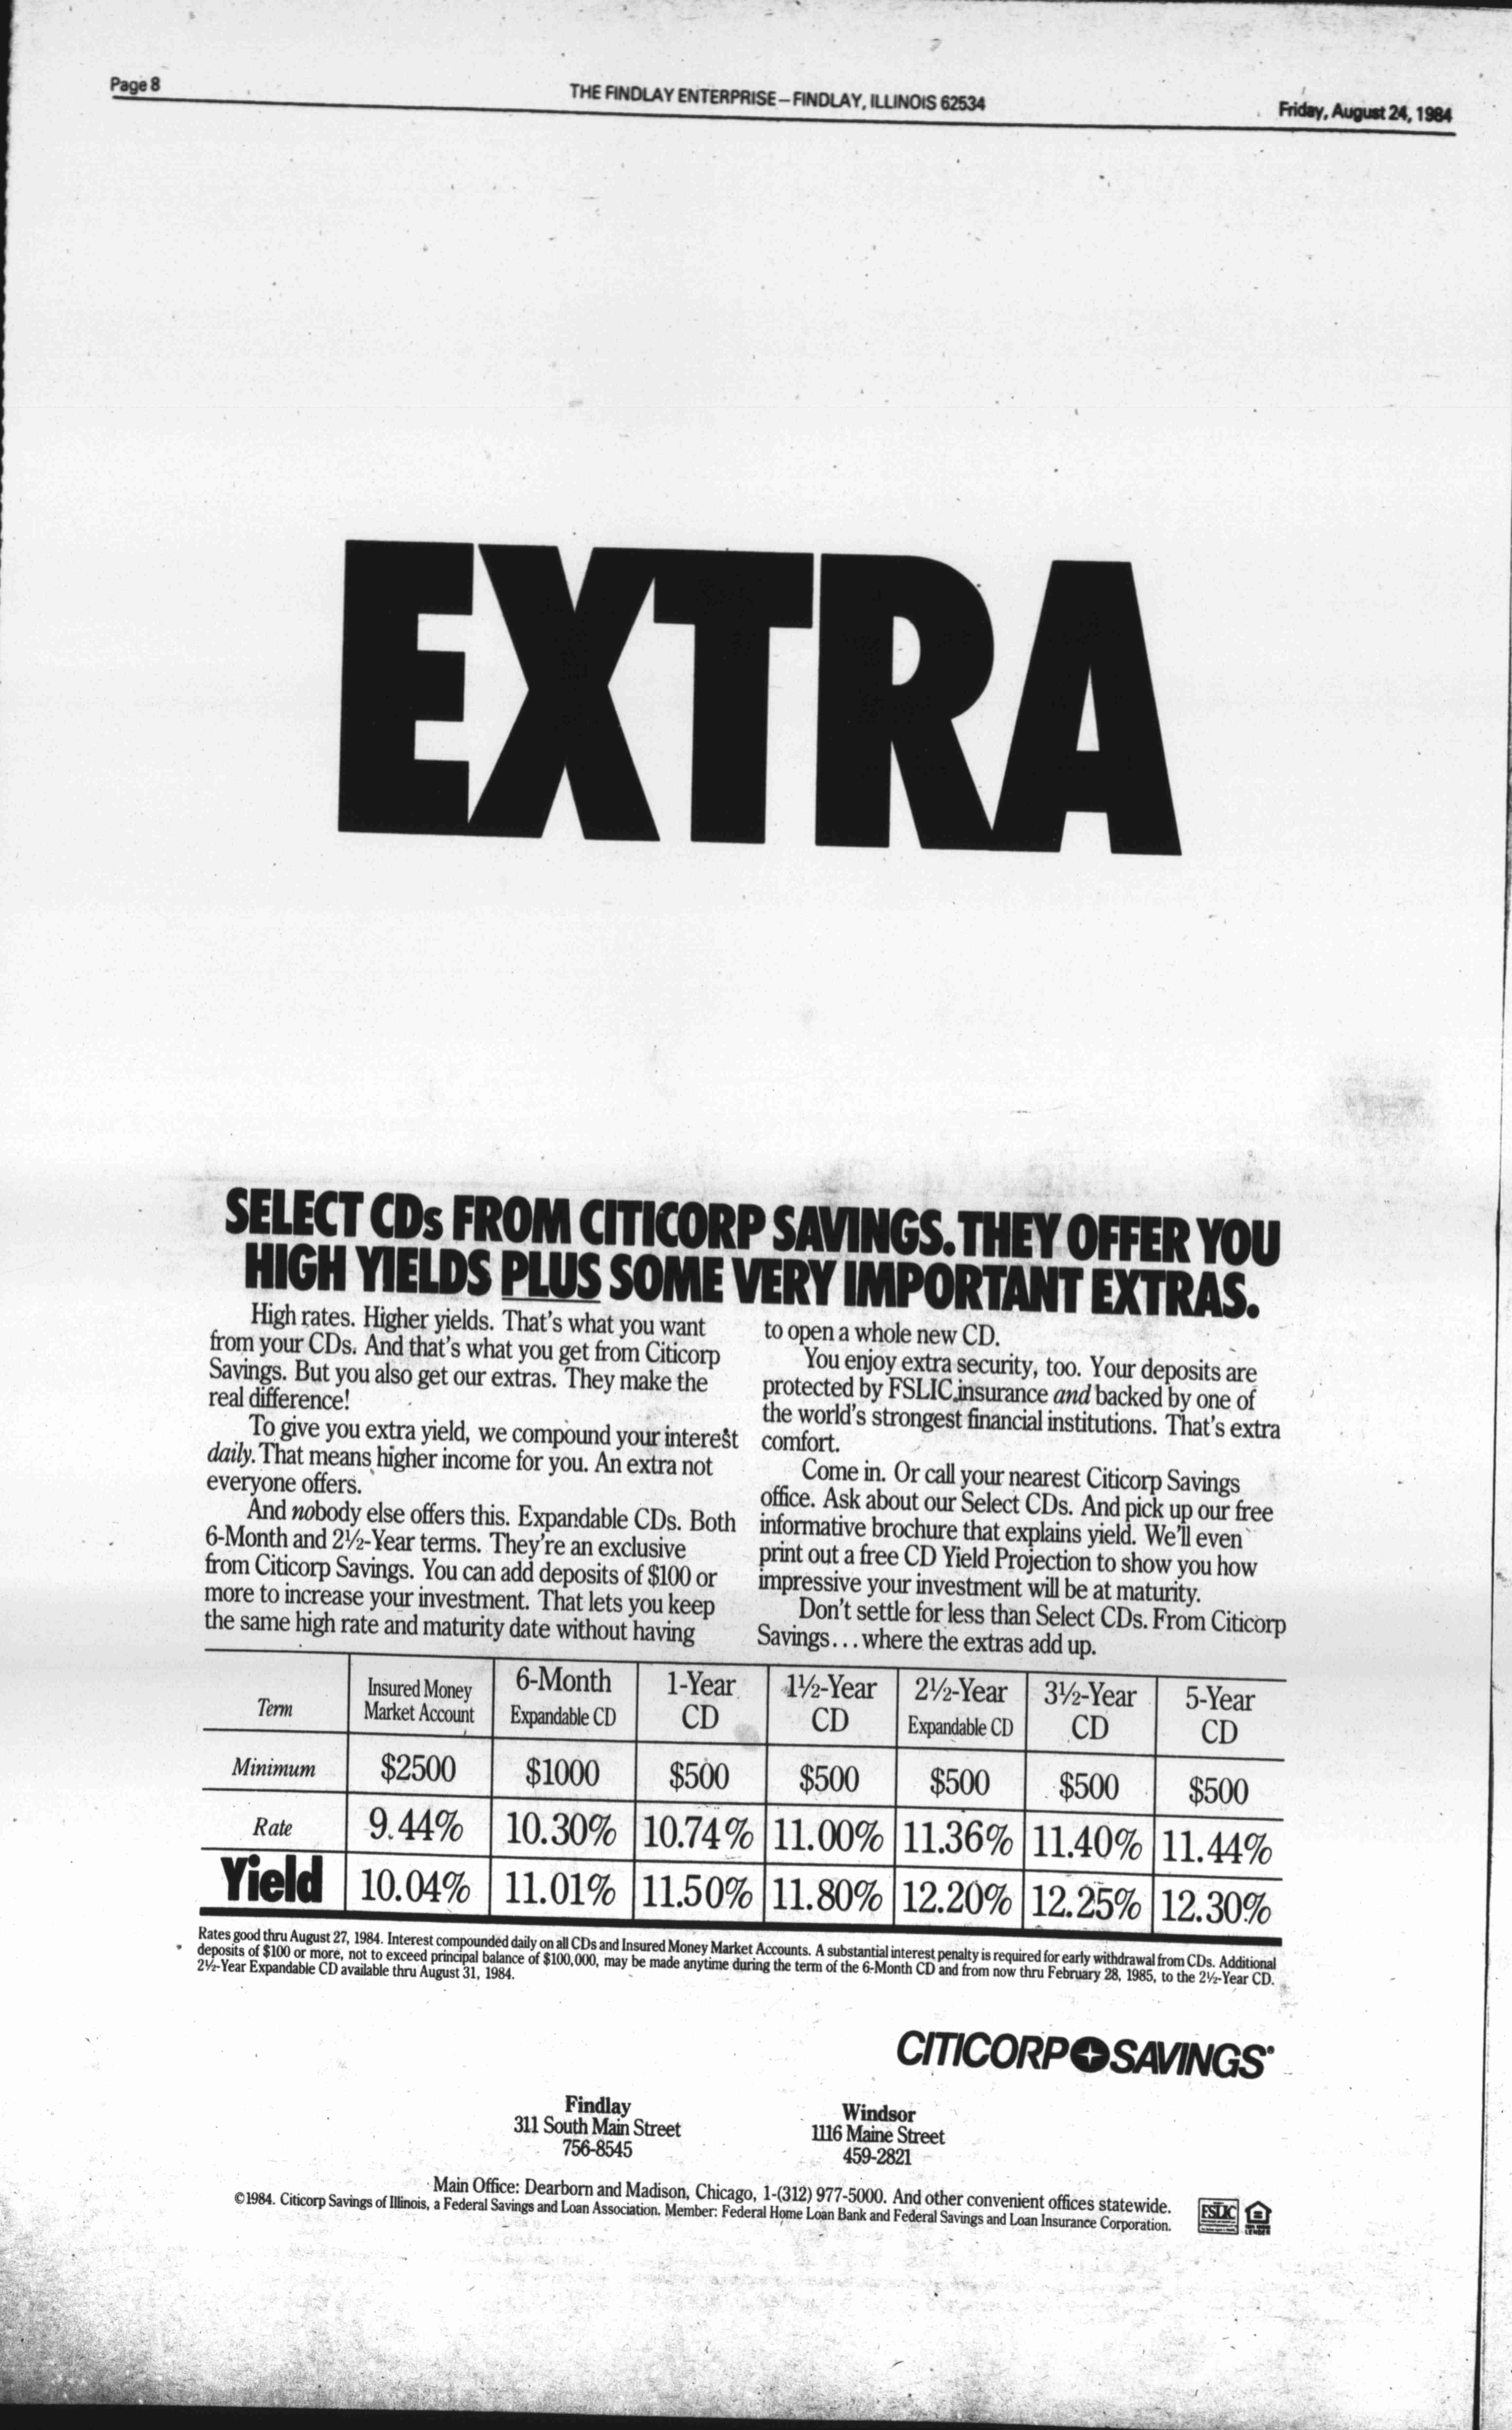 Page 8
THE FINDLAY ENTERPRISE—FINDLAY, ILLINOIS 62534
Friday, August 24, 1984
EXTRA
SELECT CDs FROM CITICORP SAVINGS. THEY OFFER YOU
HIGH YIELDS PLUS SOME VERY IMPORTANT EXTRAS.
High rates. Higher yields. That's what you want
from your CDs. And that's what you get from Citicorp
Savings. But you also get our extras. They make the
real difference!
To give you extra yield, we compound your interest
daily. That means higher income for you. An extra not
everyone offers.
And nobody else offers this. Expandable CDs. Both
6-Month and 2½-Year terms. They're an exclusive
from Citicorp Savings. You can add deposits of $100 or
more to increase your investment. That lets you keep
the same high rate and maturity date without having
to open a whole new CD.
You enjoy extra security, too. Your deposits are
protected by FSLIC insurance and backed by one of
the world's strongest financial institutions. That's extra
comfort.
Come in. Or call your nearest Citicorp Savings
office. Ask about our Select CDs. And pick up our free
informative brochure that explains yield. We'll even
print out a free CD Yield Projection to show you how
impressive your investment will be at maturity.
Don't settle for less than Select CDs. From Citicorp
Savings...where the extras add up.
Term
Insured Money
Market Account
6-Month
Expandable CD
1-Year
CD
1½-Year
CD
2½-Year
Expandable CD
3½-Year
CD
5-Year
CD
Minimum $2500 $1000 $500 $500 $500 $500 $500
Rate 9.44% 10.30% 10.74% 11.00% 11.36% 11.40% 11.44%
Yield 10.04% 11.01% 11.50% 11.80% 12.20% 12.25% 12.30%
Rates good thru August 27, 1984. Interest compounded daily on all CDs and Insured Money Market Accounts. A substantial interest penalty is required for early withdrawal from CDs. Additional
deposits of $100 or more, not to exceed principal balance of $100,000, may be made anytime during the term of the 6-Month CD and from now thru February 28, 1985, to the 2½-Year CD.
2½-Year Expandable CD available thru August 31, 1984.
CITICORP SAVINGS
Findlay
311 South Main Street
756-8545
Windsor
1116 Maine Street
459-2821
Main Office: Dearborn and Madison, Chicago, 1-(312) 977-5000. And other convenient offices statewide.
©1984. Citicorp Savings of Illinois, a Federal Savings and Loan Association. Member: Federal Home Loan Bank and Federal Savings and Loan Insurance Corporation.
FSLIC